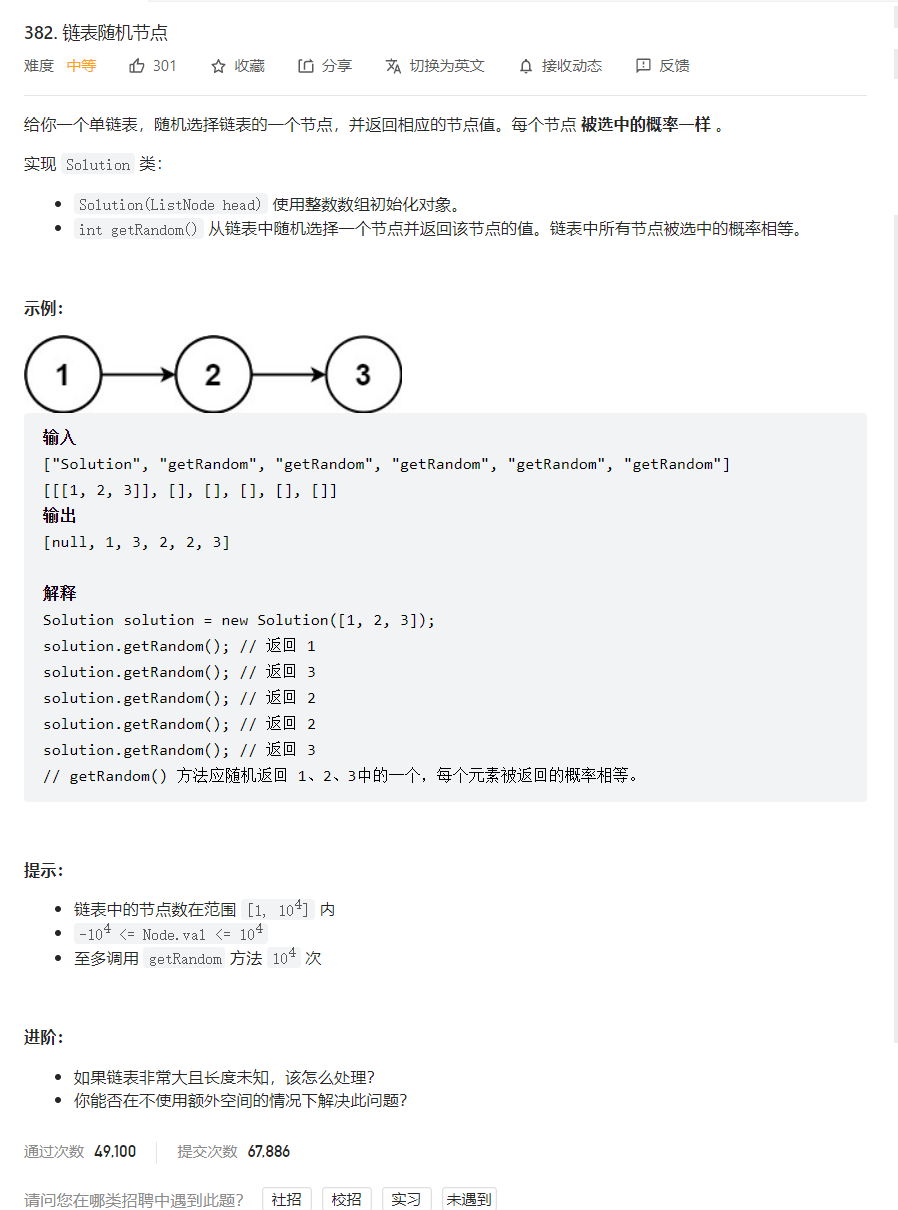 382. 链表随机节点
难度 中等 301 收藏 分享 切换为英文 接收动态 反馈
给你一个单链表，随机选择链表的一个节点，并返回相应的节点值。每个节点 被选中的概率一样 。
实现 Solution 类：
Solution(ListNode head) 使用整数数组初始化对象。
int getRandom() 从链表中随机选择一个节点并返回该节点的值。链表中所有节点被选中的概率相等。
示例：
1 2 3
输入
["Solution", "getRandom", "getRandom", "getRandom", "getRandom", "getRandom"]
[[[1, 2, 3]], [], [], [], [], []]
输出
[null, 1, 3, 2, 2, 3]
解释
Solution solution = new Solution([1, 2, 3]);
solution.getRandom(); // 返回 1
solution.getRandom(); // 返回 3
solution.getRandom(); // 返回 2
solution.getRandom(); // 返回 2
solution.getRandom(); // 返回 3
// getRandom() 方法应随机返回 1、2、3中的一个，每个元素被返回的概率相等。
提示：
链表中的节点数在范围 [1, 10⁴] 内
-10⁴ <= Node.val <= 10⁴
至多调用 getRandom 方法 10⁴ 次
进阶：
如果链表非常大且长度未知，该怎么处理？
你能否在不使用额外空间的情况下解决此问题？
通过次数 49,100 提交次数 67,886
请问您在哪类招聘中遇到此题？ 社招 校招 实习 未遇到